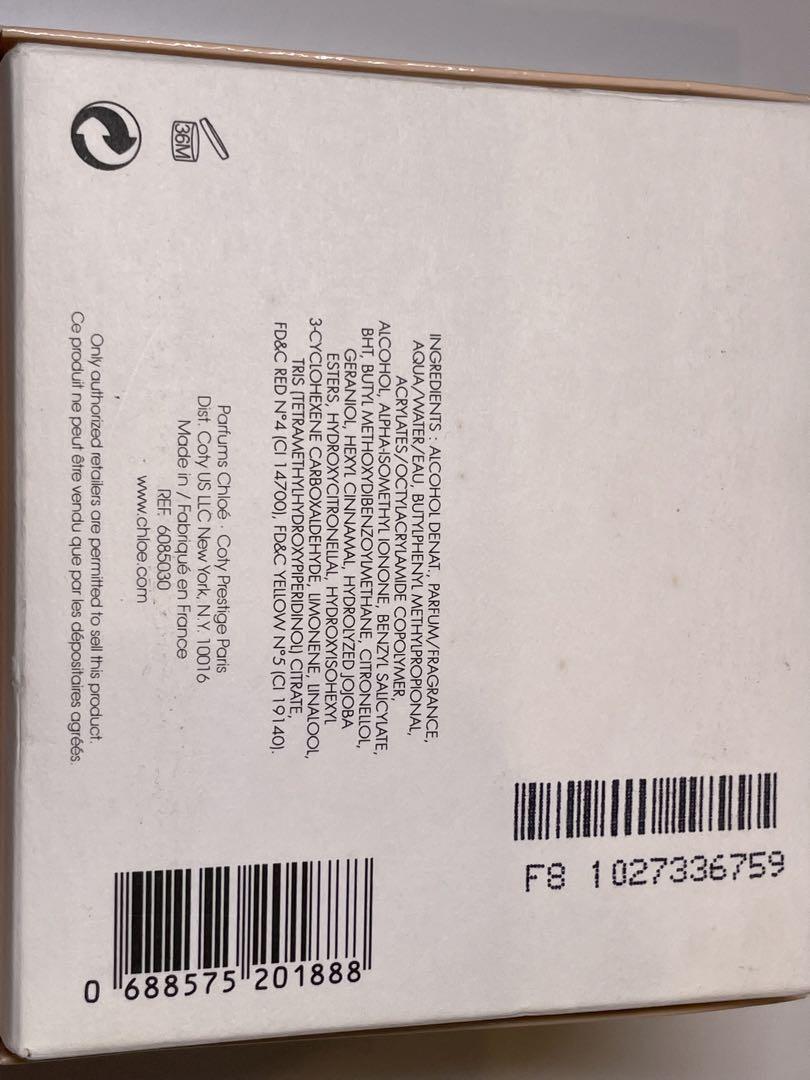 36M
INGREDIENTS : ALCOHOL DENAT., PARFUM/FRAGRANCE,
AQUA/WATER/EAU, BUTYLPHENYL METHYLPROPIONAL,
ACRYLATES/OCTYLACRYLAMIDE COPOLYMER,
ALCOHOL, ALPHA-ISOMETHYL IONONE, BENZYL SALICYLATE,
BHT, BUTYL METHOXYDIBENZOYLMETHANE, CITRONELLOL,
GERANIOL, HEXYL CINNAMAL, HYDROLYZED JOJOBA
ESTERS, HYDROXYCITRONELLAL, HYDROXYISOHEXYL
3-CYCLOHEXENE CARBOXALDEHYDE, LIMONENE, LINALOOL,
TRIS (TETRAMETHYLHYDROXYPIPERIDINOL) CITRATE,
FD&C RED N°4 (CI 14700), FD&C YELLOW N°5 (CI 19140).
Parfums Chloé · Coty Prestige Paris
Dist. Coty US LLC New York, N.Y. 10016
Made in / Fabriqué en France
REF. 6085030
www.chloe.com
Only authorized retailers are permitted to sell this product.
Ce produit ne peut être vendu que par les dépositaires agréés.
F8 1027336759
0 688575 201888